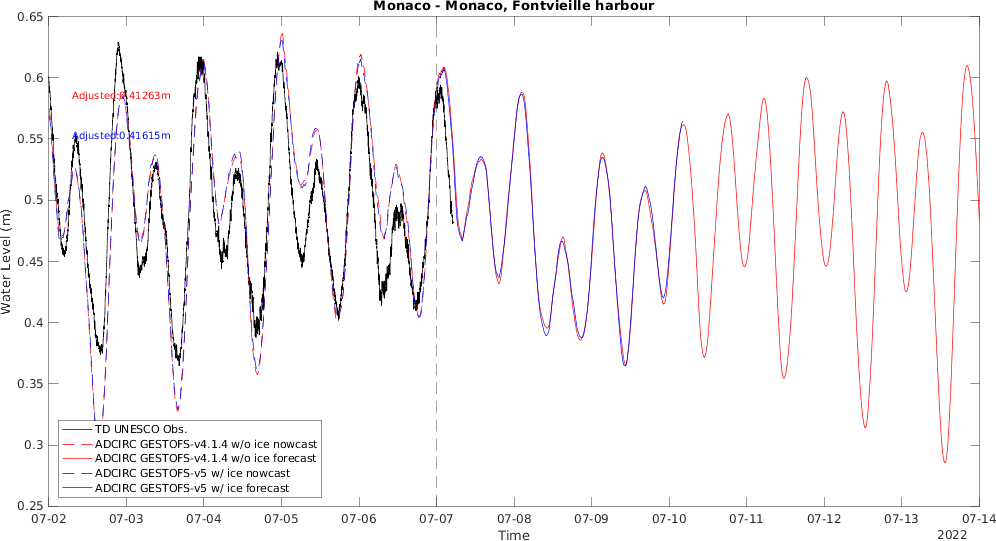 Monaco - Monaco, Fontvieille harbour
Water Level (m)
0.65
0.6
0.55
0.5
0.45
0.4
0.35
0.3
0.25
Adjusted:0.41263m
Adjusted:0.41615m
TD UNESCO Obs.
ADCIRC GESTOFS-v4.1.4 w/o ice nowcast
ADCIRC GESTOFS-v4.1.4 w/o ice forecast
ADCIRC GESTOFS-v5 w/ ice nowcast
ADCIRC GESTOFS-v5 w/ ice forecast
07-02 07-03 07-04 07-05 07-06 07-07 07-08 07-09 07-10 07-11 07-12 07-13 07-14
Time
2022